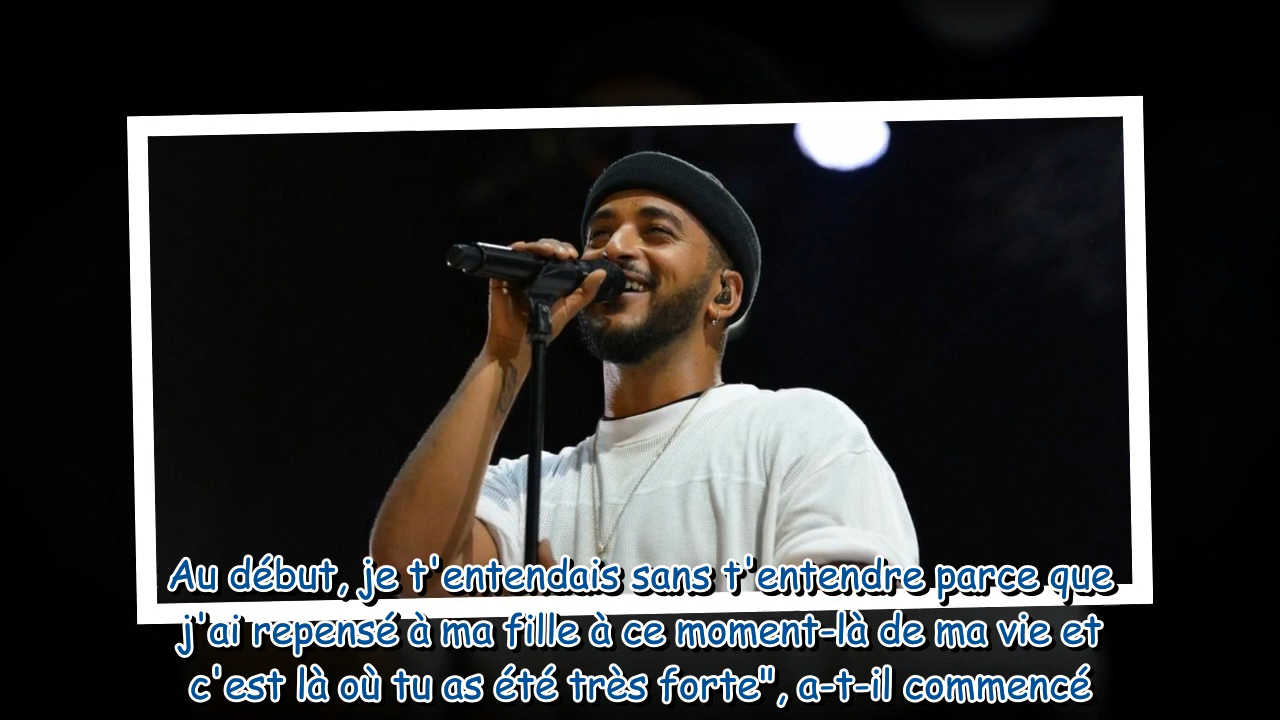 Au début, je t'entendais sans t'entendre parce que
j'ai repensé à ma fille à ce moment-là de ma vie et
c'est là où tu as été très forte", a-t-il commencé